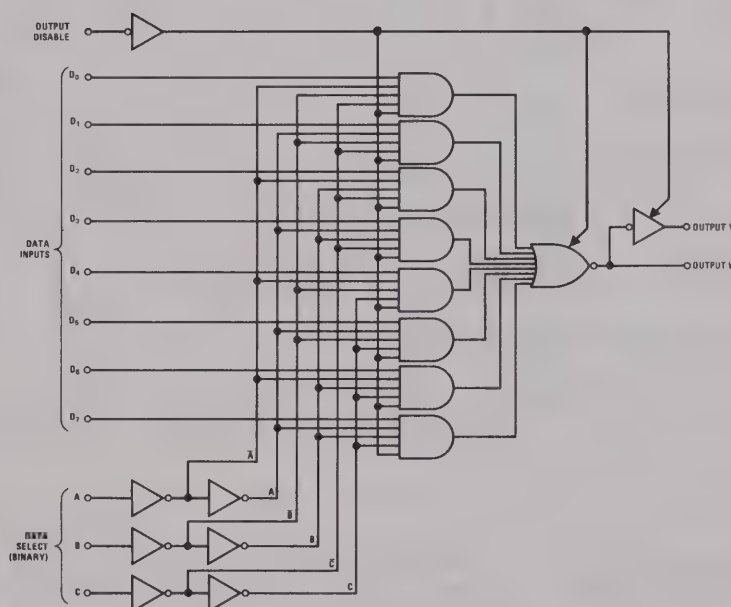 OUTPUT
DISABLE
D₀
D₁
D₂
D₃
DATA
INPUTS
D₄
D₅
D₆
D₇
A̅
A
A
B̅
SELECT
(BINARY)
B
B
C̅
C
C
OUTPUT
OUTPUT